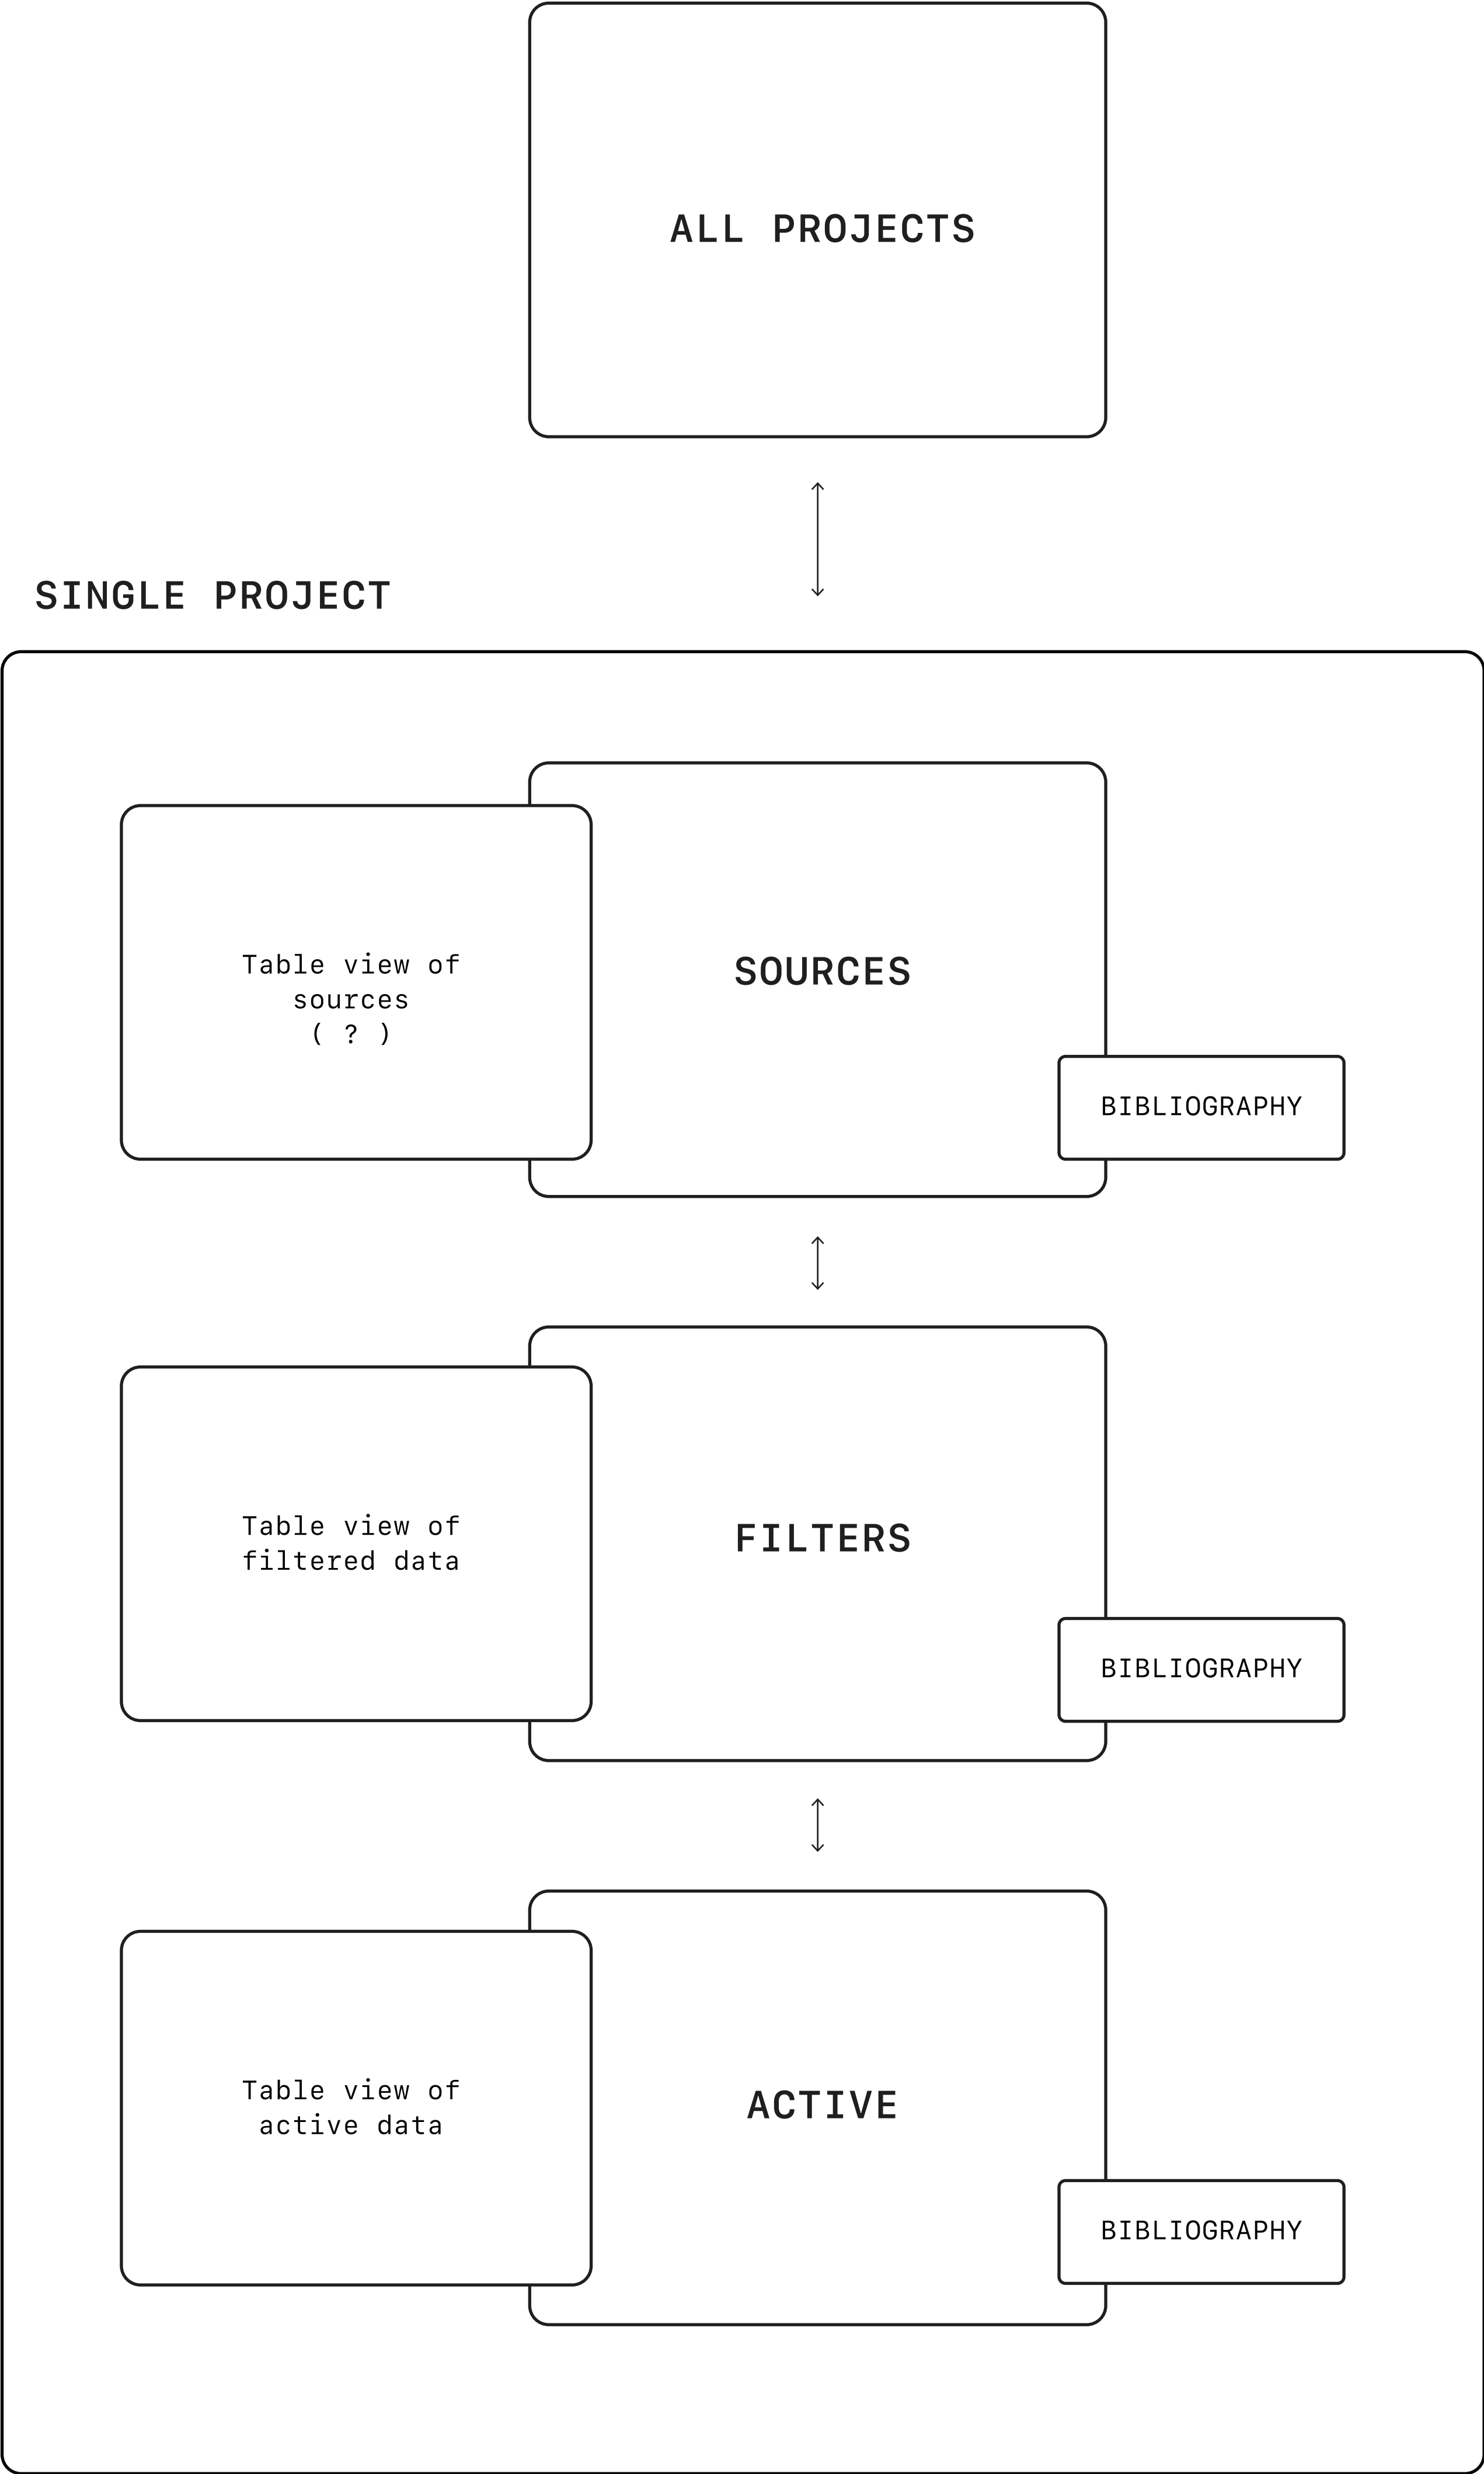 ALL PROJECTS
SINGLE PROJECT
Table view of
sources
( ? )
SOURCES
BIBLIOGRAPHY
Table view of
filtered data
FILTERS
BIBLIOGRAPHY
Table view of
active data
ACTIVE
BIBLIOGRAPHY